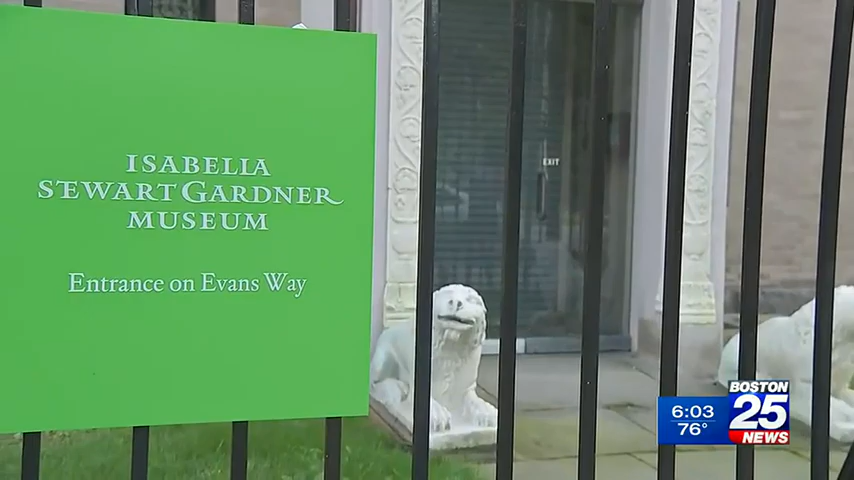 ISABELLA
STEWART GARDNER
MUSEUM
Entrance on Evans Way
EXIT
6:03
76°
BOSTON
25
NEWS